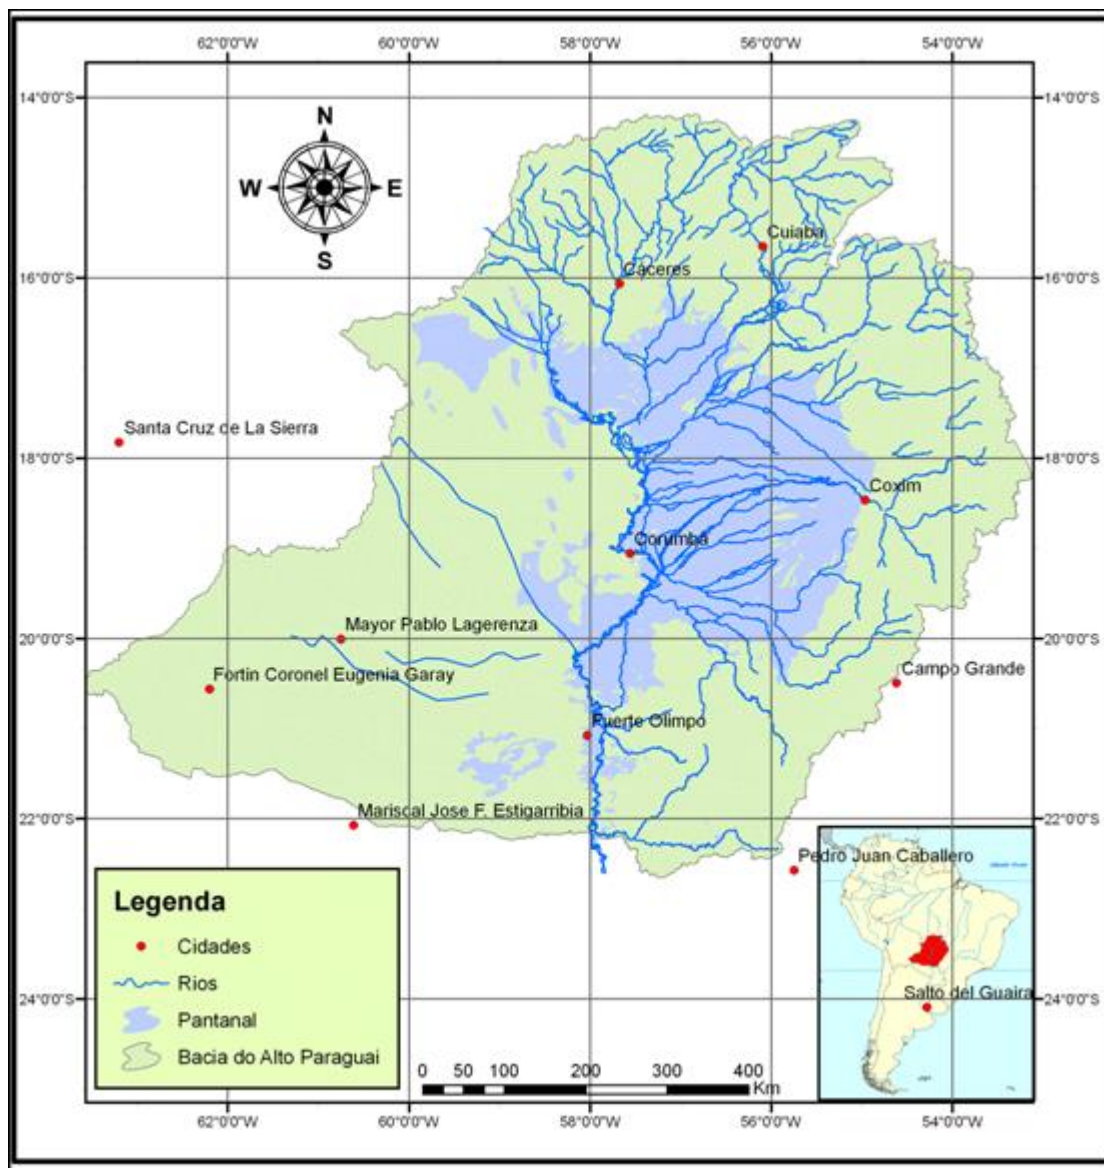 62°0'0"W 60°0'0"W 58°0'0"W 56°0'0"W 54°0'0"W
14°0'0"S 14°0'0"S
N
W E
S
Cuiaba
Cáceres
16°0'0"S 16°0'0"S
Santa Cruz de La Sierra
18°0'0"S 18°0'0"S
Coxim
Corumba
Mayor Pablo Lagerenza
20°0'0"S 20°0'0"S
Fortin Coronel Eugenia Garay
Campo Grande
Fuerte Olimpo
Mariscal Jose F. Estigarribia
22°0'0"S 22°0'0"S
Pedro Juan Caballero
Legenda
Cidades
Rios
Pantanal
Bacia do Alto Paraguai
Salto del Guaira
24°0'0"S 24°0'0"S
0 50 100 200 300 400
Km
62°0'0"W 60°0'0"W 58°0'0"W 56°0'0"W 54°0'0"W